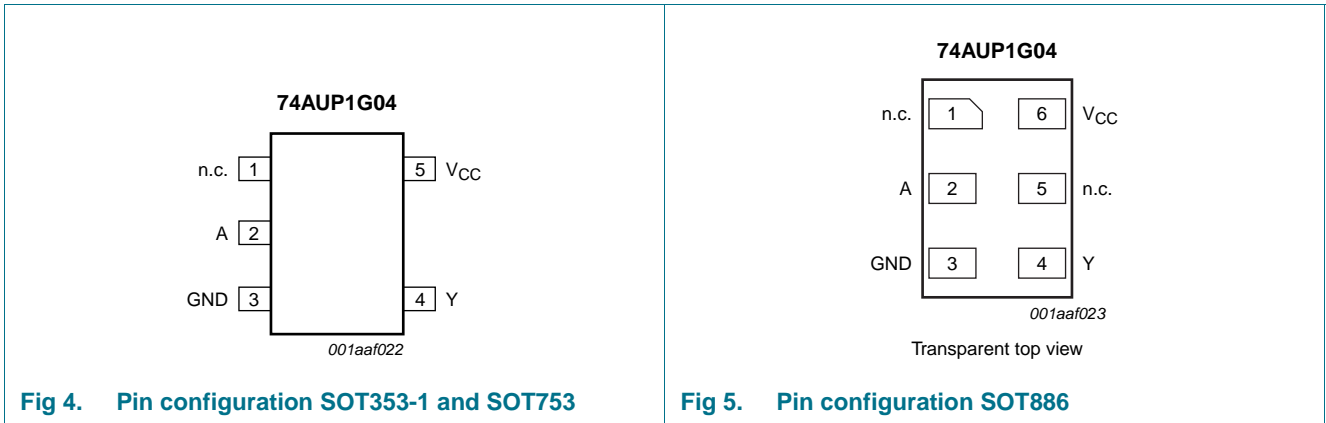 74AUP1G04
n.c. 1 5 VCC
A 2
GND 3 4 Y
001aaf022
Fig 4. Pin configuration SOT353-1 and SOT753
74AUP1G04
n.c. 1 6 VCC
A 2 5 n.c.
GND 3 4 Y
001aaf023
Transparent top view
Fig 5. Pin configuration SOT886